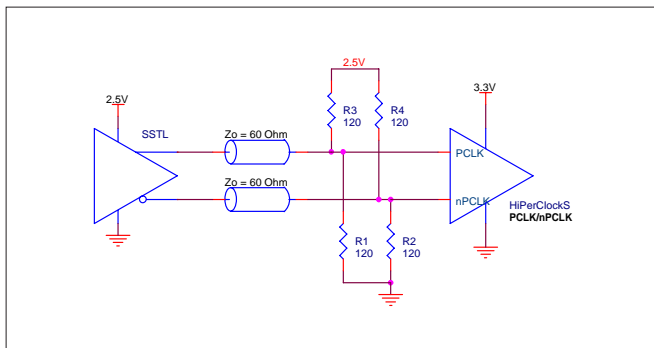 2.5V
3.3V
2.5V
SSTL
R3
120
R4
120
Zo = 60 Ohm
PCLK
Zo = 60 Ohm
nPCLK
HiPerClockS
PCLK/nPCLK
R1
120
R2
120